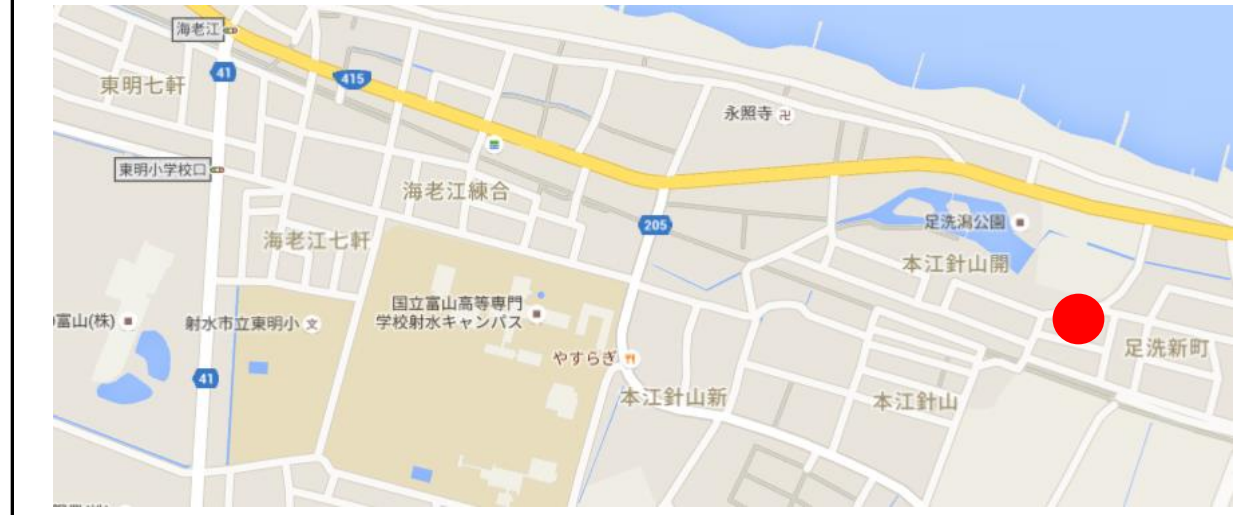 海老江
41
東明七軒
415
永照寺 卍
東明小学校口
海老江練合
205
足洗潟公園
海老江七軒
本江針山開
国立富山高等専門
学校射水キャンパス
富山(株)
射水市立東明小 文
やすらぎ
足洗新町
41
本江針山新
本江針山